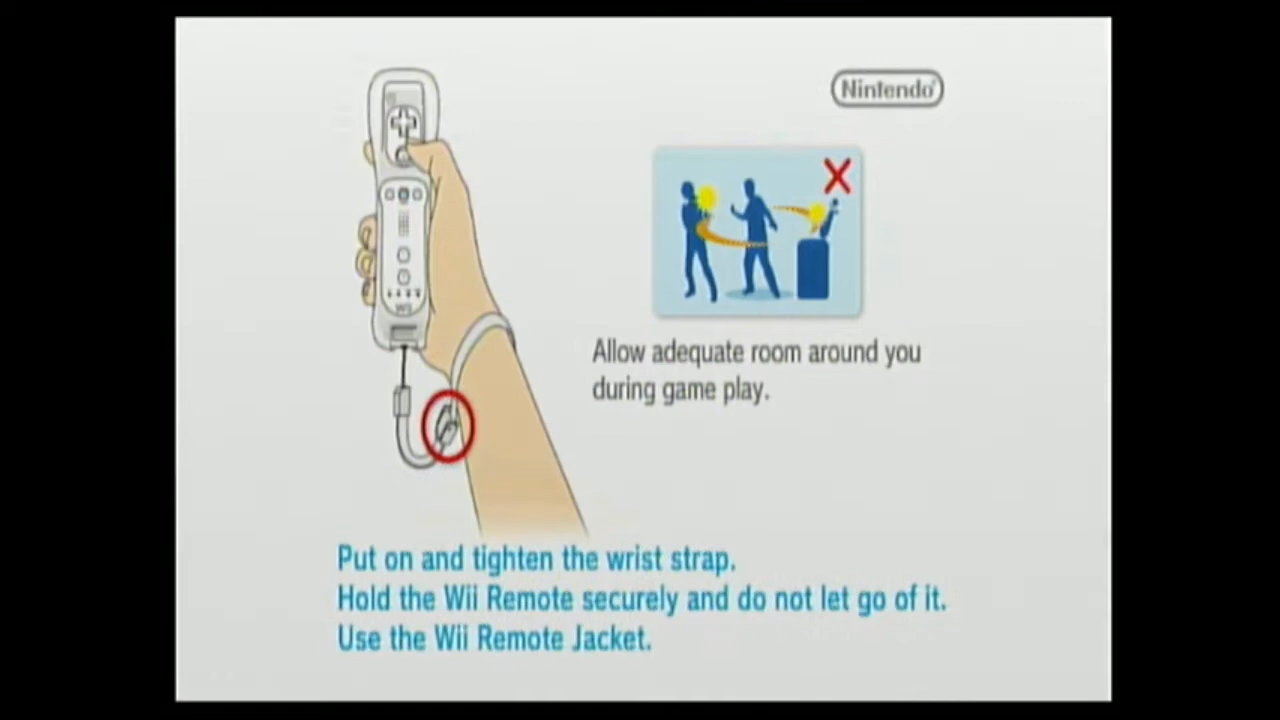 Nintendo
Allow adequate room around you
during game play.
Wii
Put on and tighten the wrist strap.
Hold the Wii Remote securely and do not let go of it.
Use the Wii Remote Jacket.